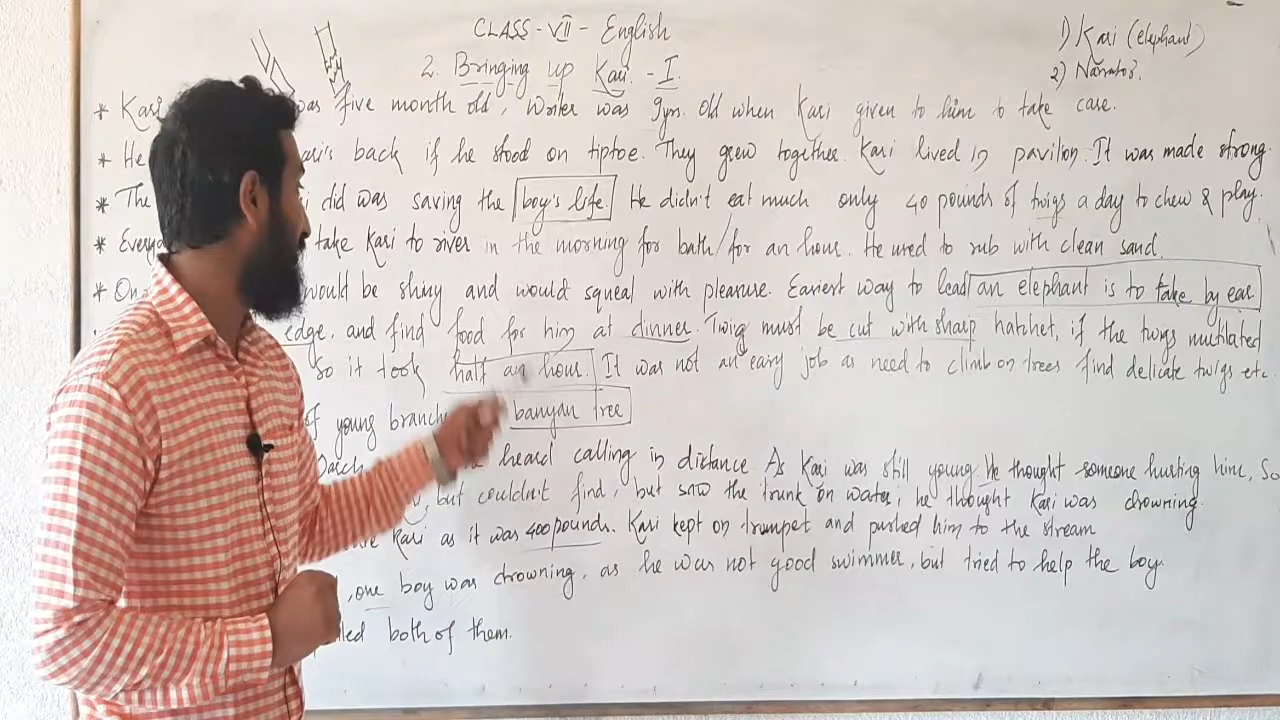 CLASS - VII - English
1) Kari (elephant)
2. Bringing up Kari - I
2) Narrator.
* Kari was five month old, Writer was 9yrs. old when Kari given to him to take care.
* He Kari's back if he stood on tiptoe. They grew together. Kari lived in pavilion. It was made strong.
* The did was saving the boy's life. He didn't eat much only 40 pounds of twigs a day to chew & play.
* Everyday take Kari to river in the morning for bath/for an hour. He used to rub with clean sand.
* would be shiny and would squeal with pleasure. Easiest way to lead an elephant is to take by ear
edge, and find food for him at dinner. Twig must be cut with sharp hatchet, if the twigs mutilated
so it took half an hour. It was not an easy job as need to climb on trees find delicate twigs etc.
of young banyan tree
heard calling in distance As Kari was still young He thought someone hurting him, So
but couldn't find, but saw the trunk on water, he thought Kari was drowning.
Kari as it was 400 pounds. Kari kept on trumpet and pushed him to the stream
, one boy was drowning, as he was not good swimmer, but tried to help the boy.
both of them.